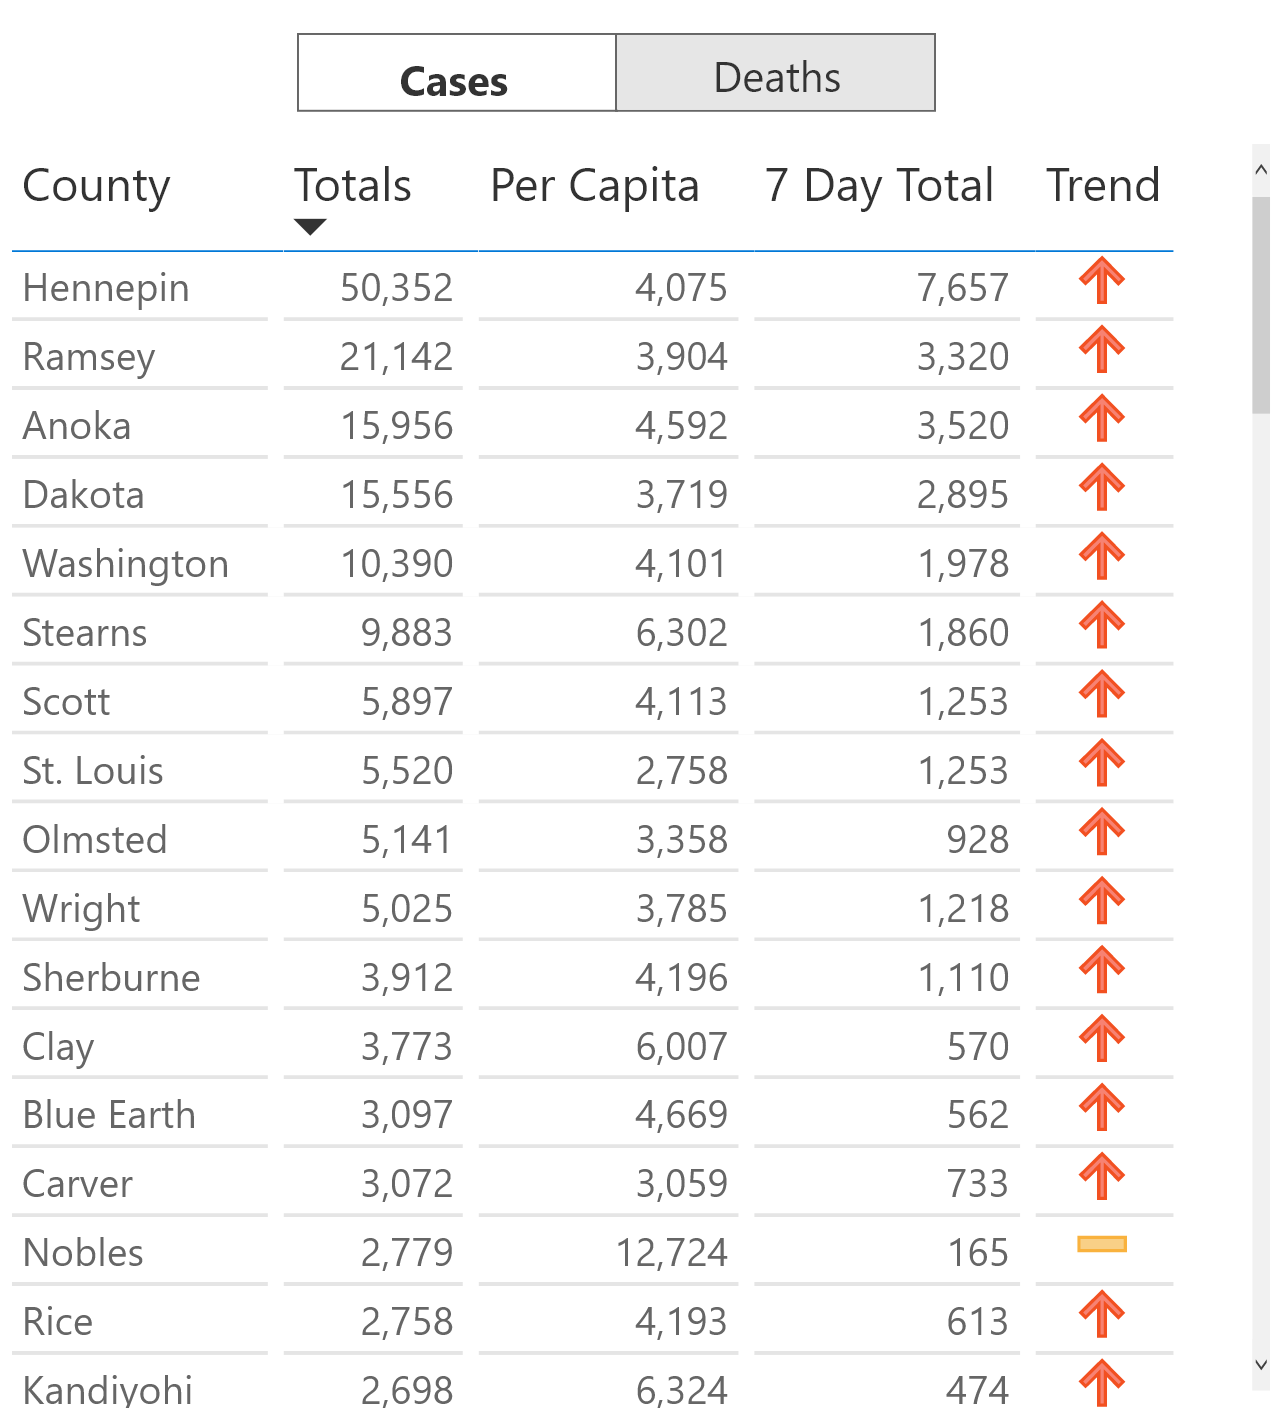 Cases Deaths
County Totals Per Capita 7 Day Total Trend
Hennepin 50,352 4,075 7,657
Ramsey 21,142 3,904 3,320
Anoka 15,956 4,592 3,520
Dakota 15,556 3,719 2,895
Washington 10,390 4,101 1,978
Stearns 9,883 6,302 1,860
Scott 5,897 4,113 1,253
St. Louis 5,520 2,758 1,253
Olmsted 5,141 3,358 928
Wright 5,025 3,785 1,218
Sherburne 3,912 4,196 1,110
Clay 3,773 6,007 570
Blue Earth 3,097 4,669 562
Carver 3,072 3,059 733
Nobles 2,779 12,724 165
Rice 2,758 4,193 613
Kandiyohi 2,698 6,324 474